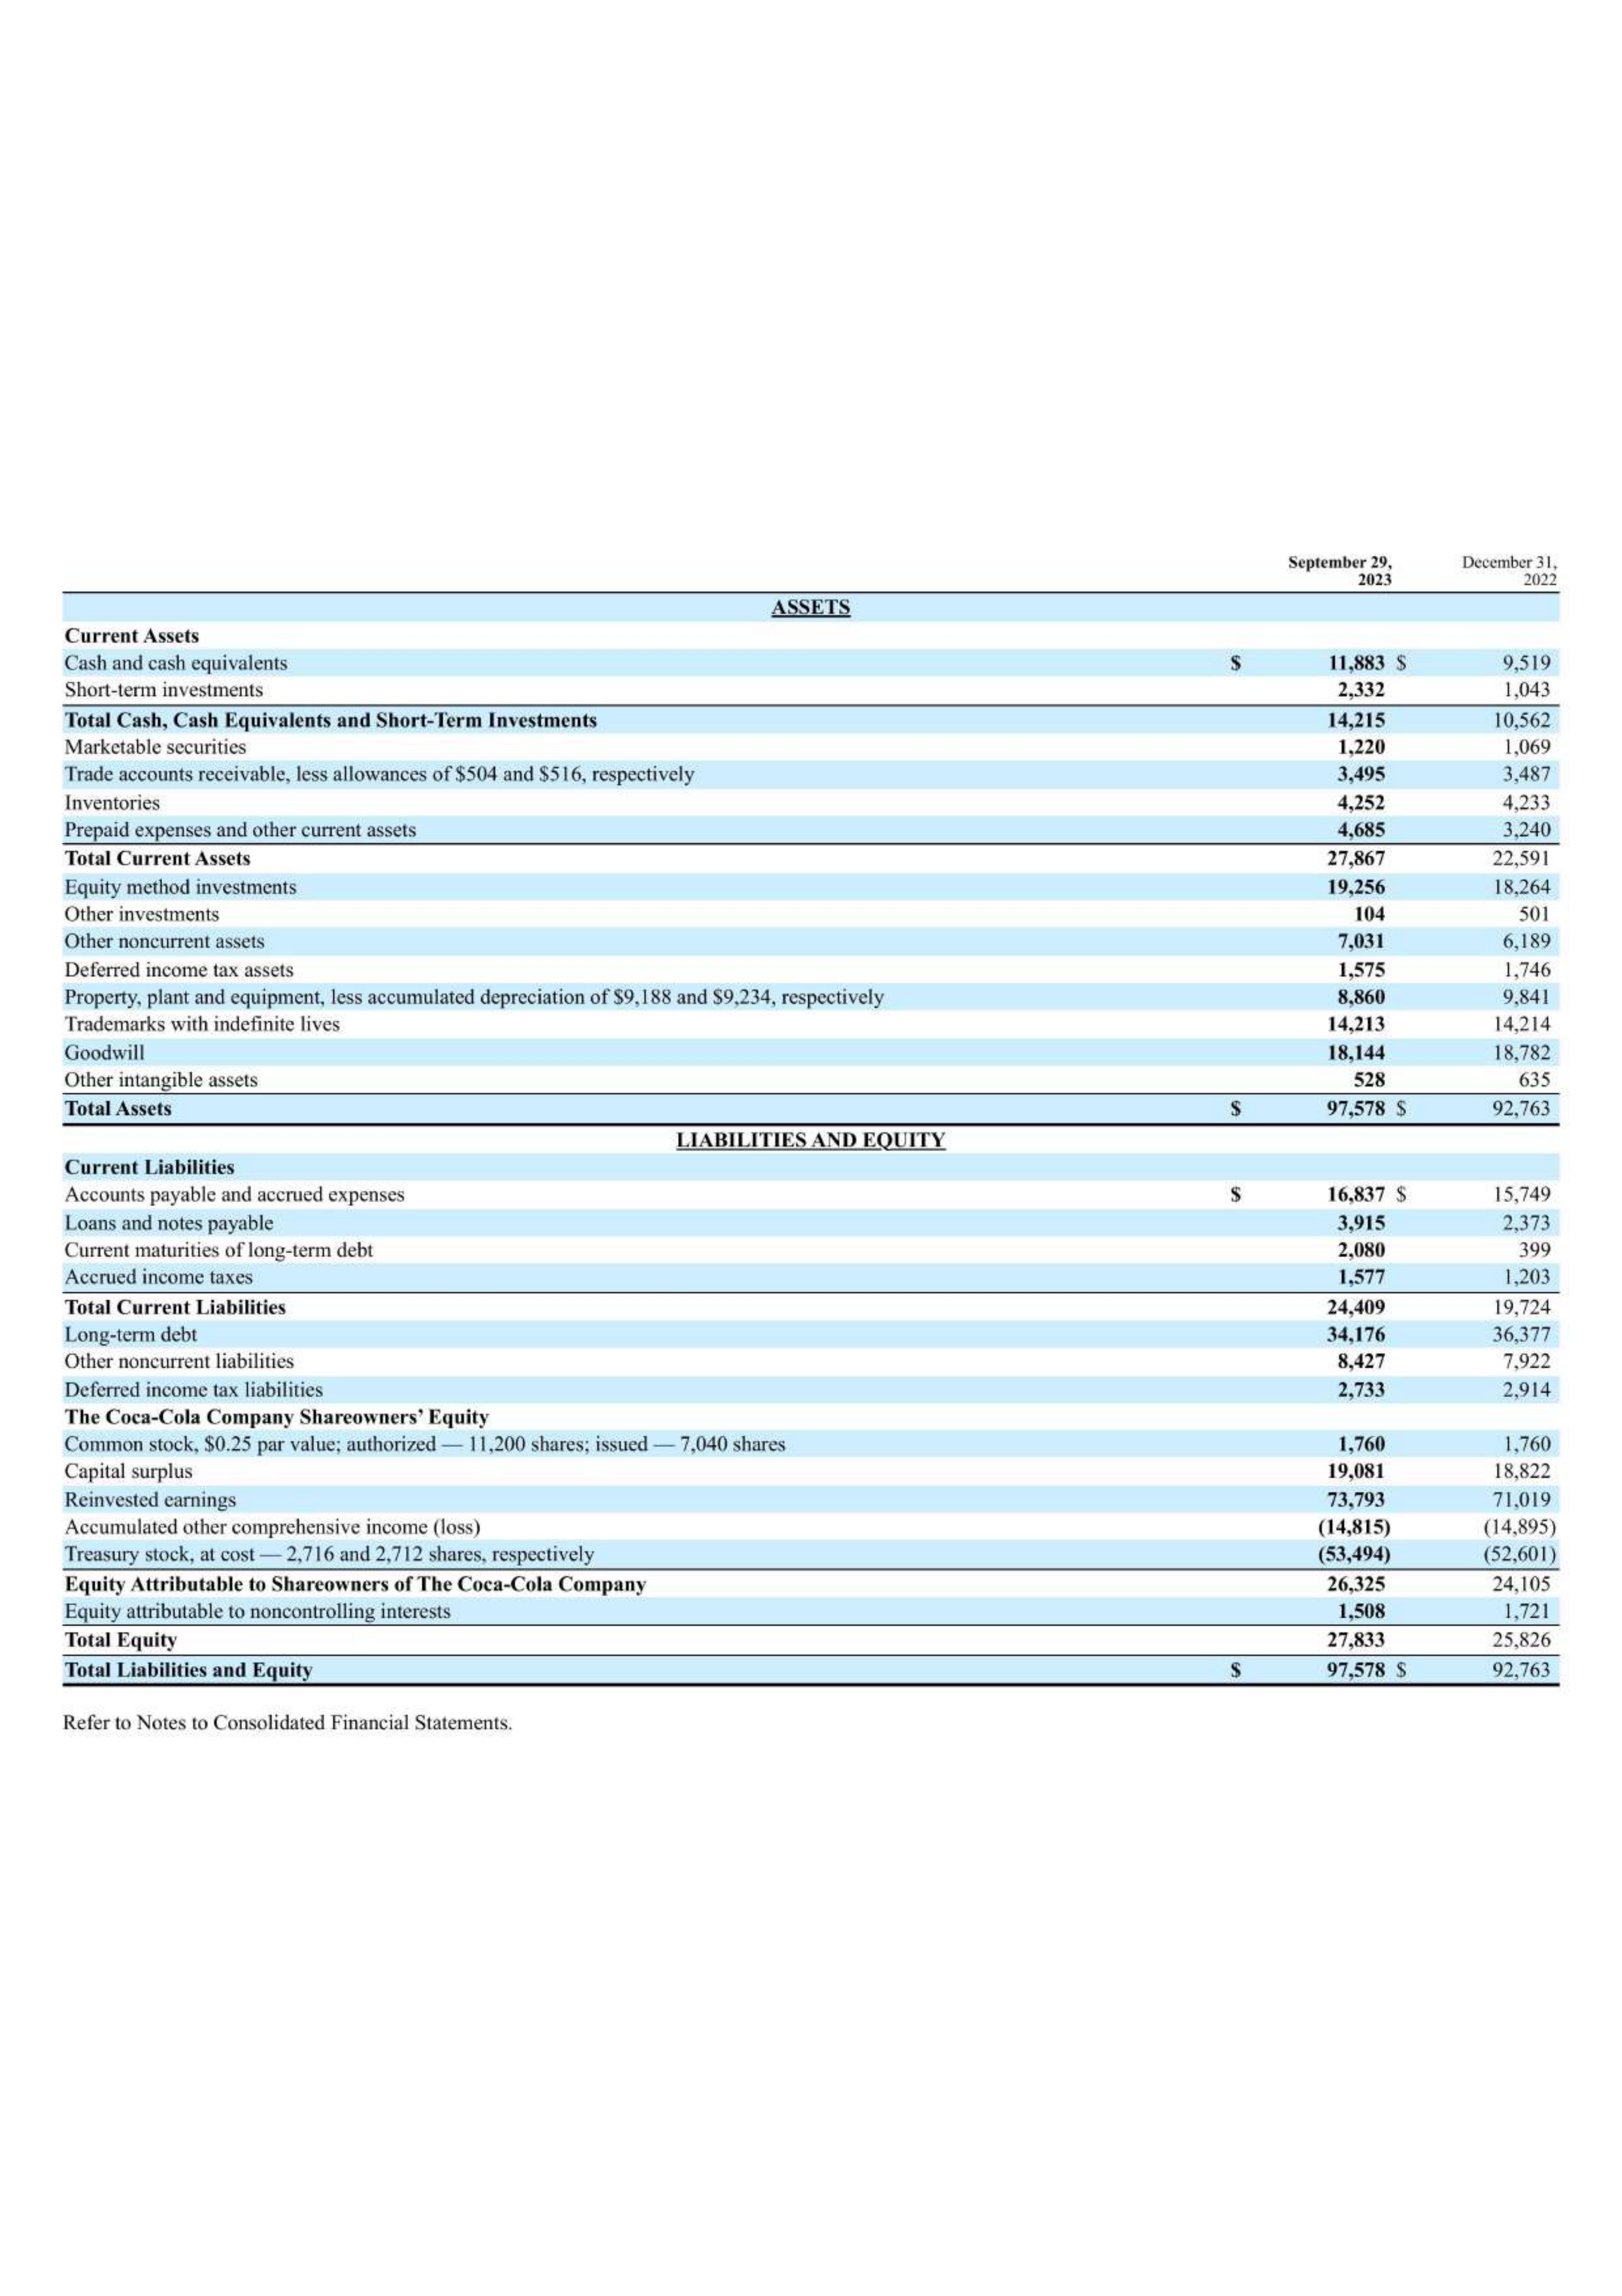 September 29, 2023 December 31, 2022
ASSETS
Current Assets
Cash and cash equivalents $ 11,883 $ 9,519
Short-term investments 2,332 1,043
Total Cash, Cash Equivalents and Short-Term Investments 14,215 10,562
Marketable securities 1,220 1,069
Trade accounts receivable, less allowances of $504 and $516, respectively 3,495 3,487
Inventories 4,252 4,233
Prepaid expenses and other current assets 4,685 3,240
Total Current Assets 27,867 22,591
Equity method investments 19,256 18,264
Other investments 104 501
Other noncurrent assets 7,031 6,189
Deferred income tax assets 1,575 1,746
Property, plant and equipment, less accumulated depreciation of $9,188 and $9,234, respectively 8,860 9,841
Trademarks with indefinite lives 14,213 14,214
Goodwill 18,144 18,782
Other intangible assets 528 635
Total Assets $ 97,578 $ 92,763
LIABILITIES AND EQUITY
Current Liabilities
Accounts payable and accrued expenses $ 16,837 $ 15,749
Loans and notes payable 3,915 2,373
Current maturities of long-term debt 2,080 399
Accrued income taxes 1,577 1,203
Total Current Liabilities 24,409 19,724
Long-term debt 34,176 36,377
Other noncurrent liabilities 8,427 7,922
Deferred income tax liabilities 2,733 2,914
The Coca-Cola Company Shareowners’ Equity
Common stock, $0.25 par value; authorized — 11,200 shares; issued — 7,040 shares 1,760 1,760
Capital surplus 19,081 18,822
Reinvested earnings 73,793 71,019
Accumulated other comprehensive income (loss) (14,815) (14,895)
Treasury stock, at cost — 2,716 and 2,712 shares, respectively (53,494) (52,601)
Equity Attributable to Shareowners of The Coca-Cola Company 26,325 24,105
Equity attributable to noncontrolling interests 1,508 1,721
Total Equity 27,833 25,826
Total Liabilities and Equity $ 97,578 $ 92,763
Refer to Notes to Consolidated Financial Statements.